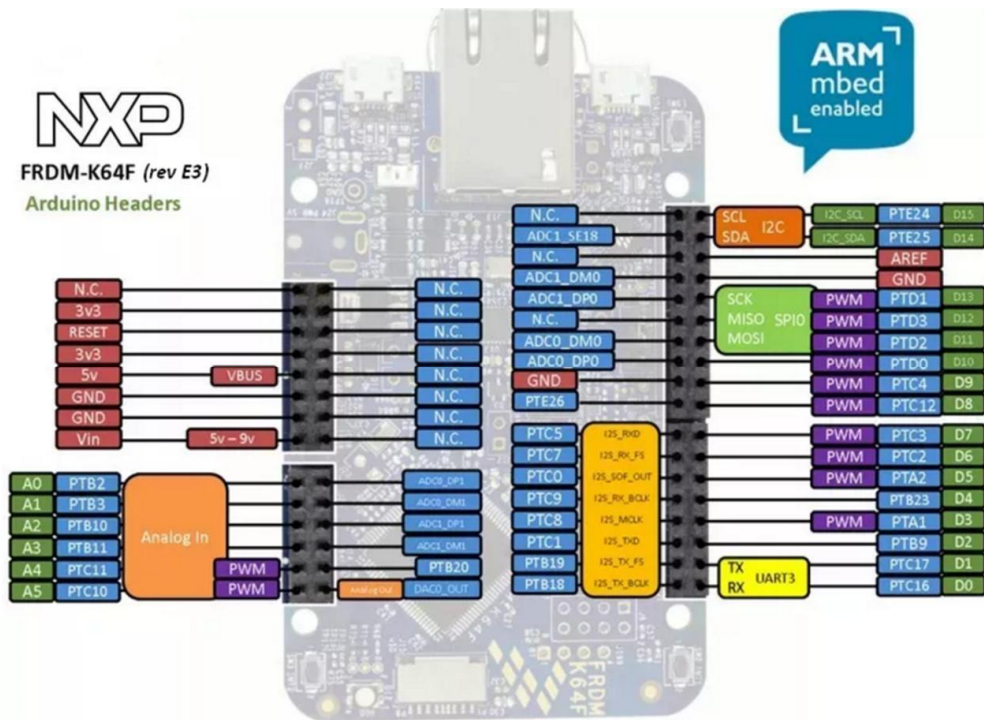 NXP
FRDM-K64F (rev E3)
Arduino Headers
ARM
mbed
enabled
N.C. SCL I2C I2C_SCL PTE24 D15
ADC1_SE18 SDA I2C_SDA PTE25 D14
N.C. AREF
ADC1_DM0 GND
ADC1_DP0 SCK PWM PTD1 D13
N.C. MISO SPI0 PWM PTD3 D12
ADC0_DM0 MOSI PWM PTD2 D11
ADC0_DP0 PWM PTD0 D10
GND PWM PTC4 D9
PTE26 PWM PTC12 D8
N.C. N.C.
3v3 N.C.
RESET N.C.
3v3 N.C.
5v VBUS N.C.
GND N.C.
GND N.C.
Vin 5v – 9v N.C.
PTC5 I2S_RXD PWM PTC3 D7
PTC7 I2S_RX_FS PWM PTC2 D6
PTC0 I2S_SOF_OUT PWM PTA2 D5
PTC9 I2S_RX_BCLK PTB23 D4
PTC8 I2S_MCLK PWM PTA1 D3
PTC1 I2S_TXD PTB9 D2
PTB19 I2S_TX_FS TX UART3 PTC17 D1
PTB18 I2S_TX_BCLK RX PTC16 D0
A0 PTB2 Analog In ADC0_DP1
A1 PTB3 ADC0_DM1
A2 PTB10 ADC1_DP1
A3 PTB11 ADC1_DM1
A4 PTC11 PWM PTB20
A5 PTC10 PWM Analog Out DAC0_OUT
FRDM
K64F